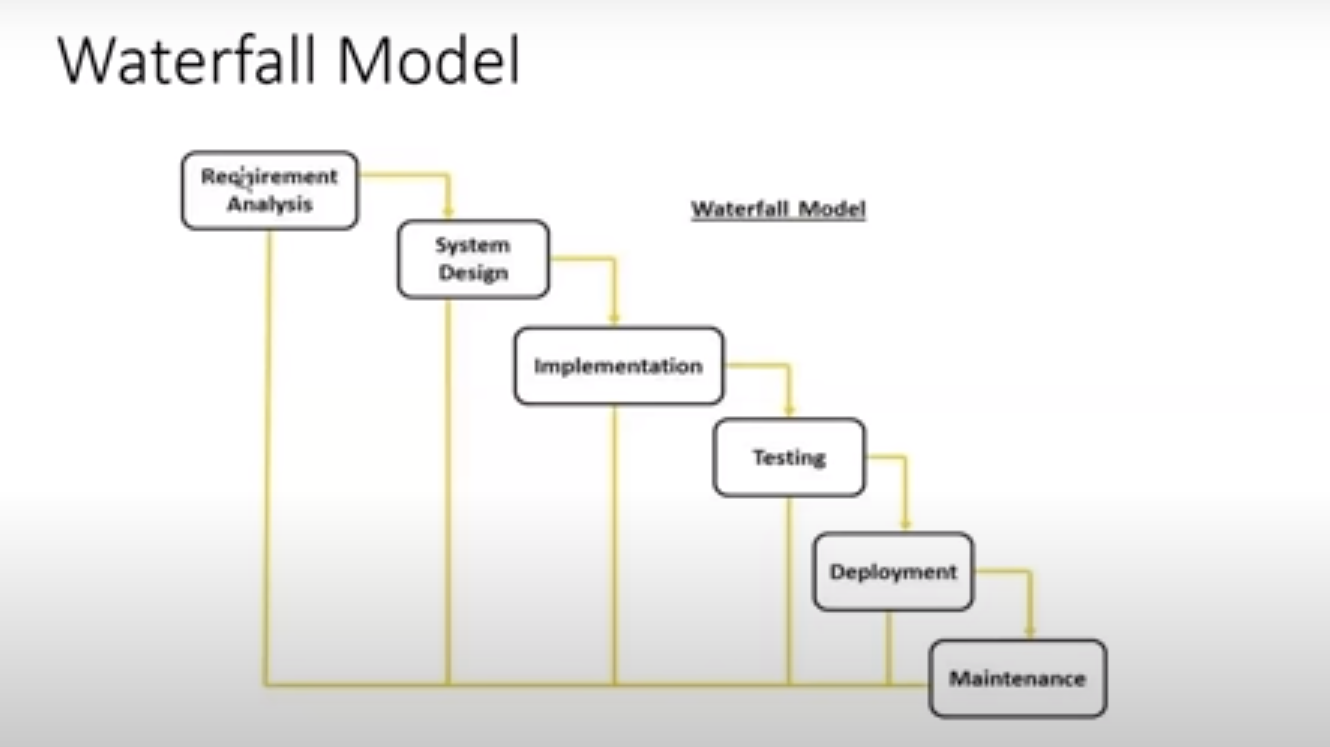 Waterfall Model
Requirement
Analysis
Waterfall Model
System
Design
Implementation
Testing
Deployment
Maintenance